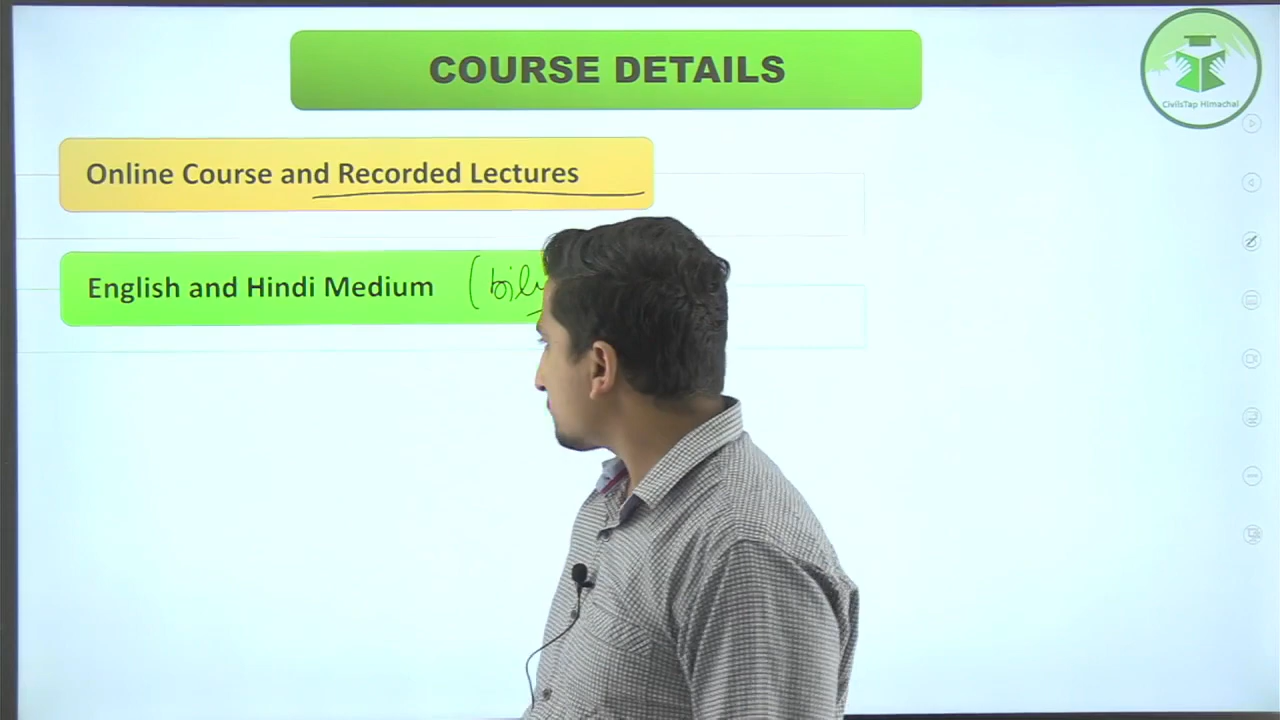 COURSE DETAILS
CivilsTap Himachal
Online Course and Recorded Lectures
English and Hindi Medium